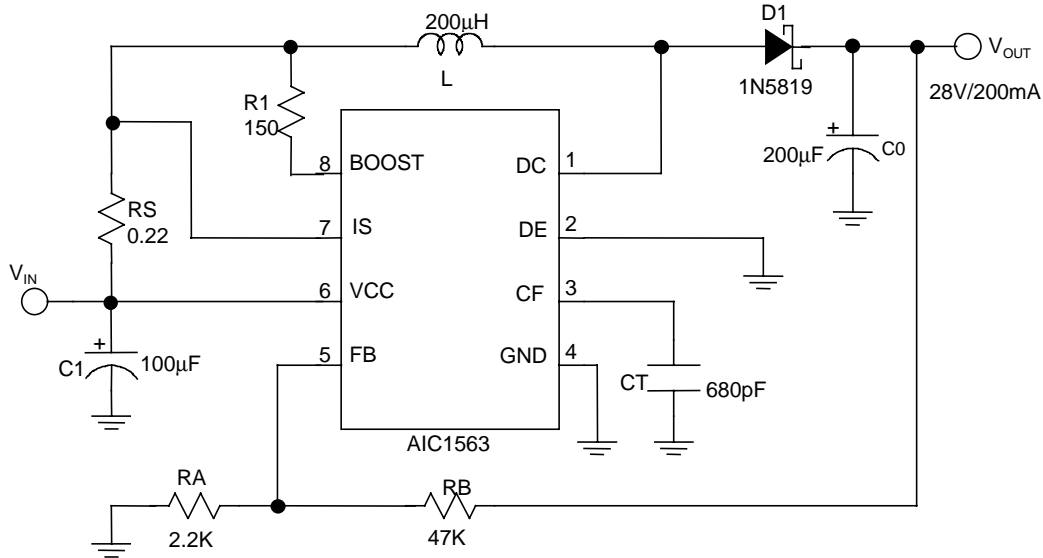 200μH
L
D1
1N5819
V_OUT
28V/200mA
R1
150
200μF
C0
8 BOOST
DC 1
RS
0.22
7 IS
DE 2
V_IN
6 VCC
CF 3
C1
100μF
5 FB
GND 4
CT
680pF
AIC1563
RA
2.2K
RB
47K
+
+